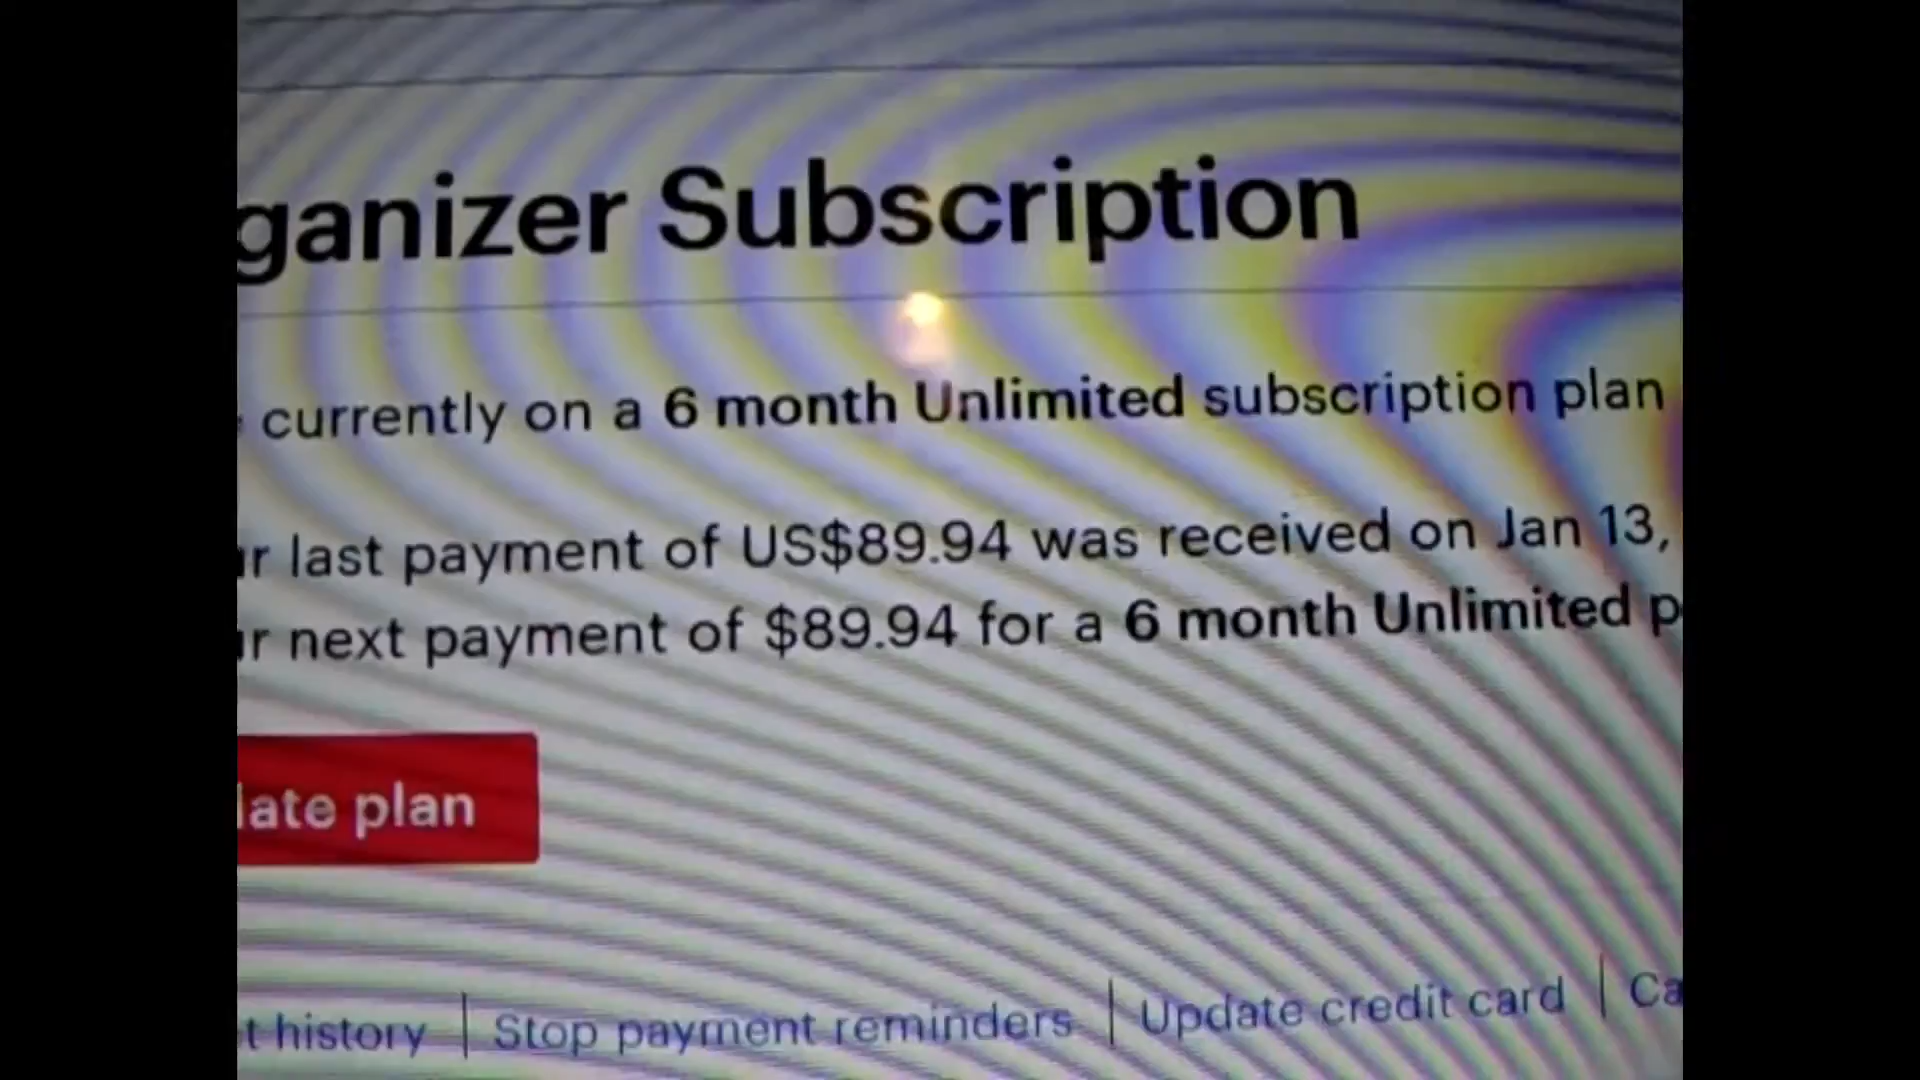 ganizer Subscription
currently on a 6 month Unlimited subscription plan
r last payment of US$89.94 was received on Jan 13,
r next payment of $89.94 for a 6 month Unlimited p
ate plan
t history | Stop payment reminders | Update credit card | Ca